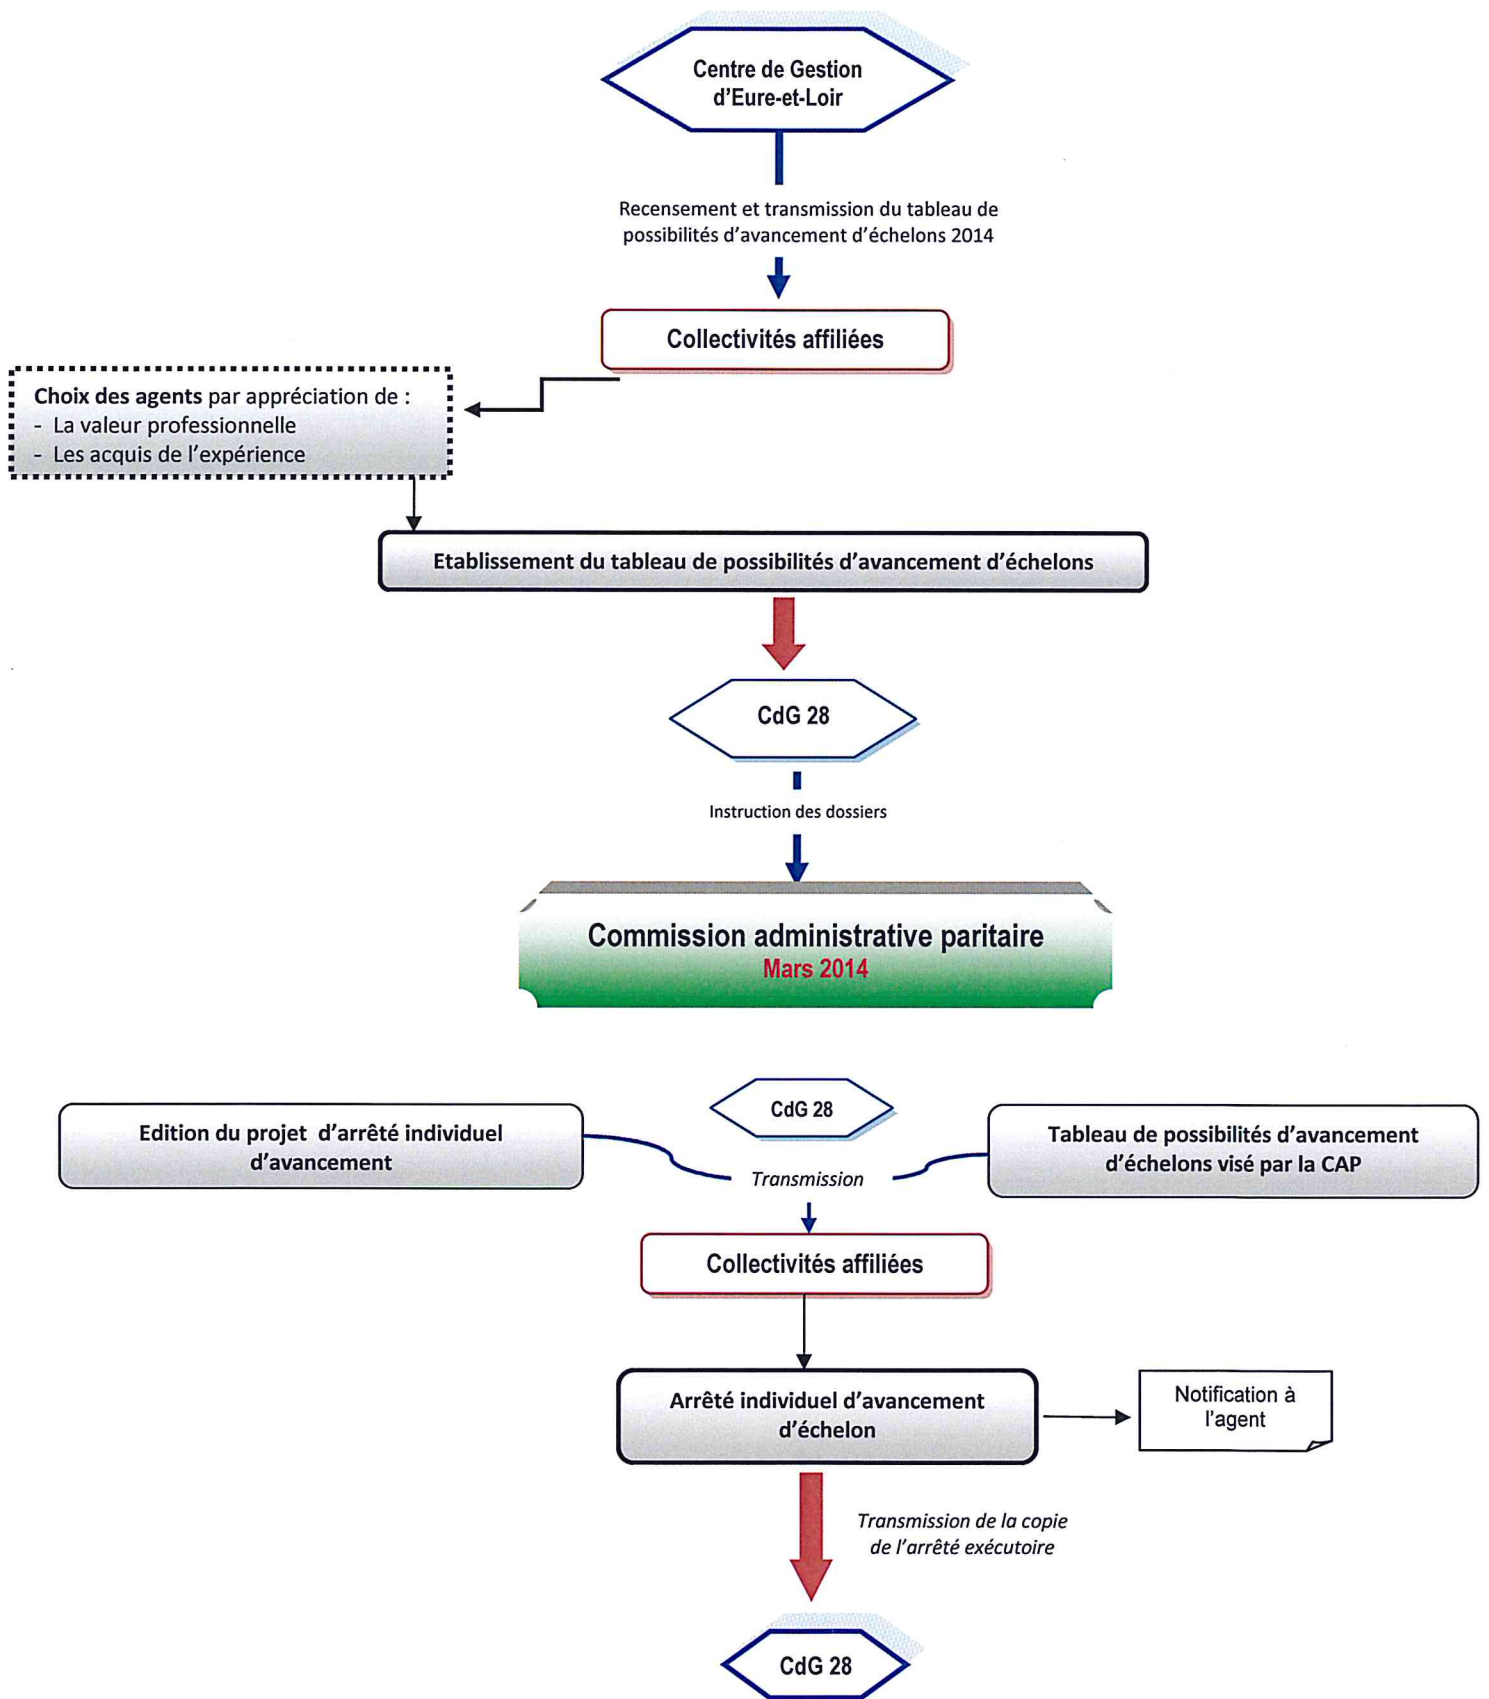 Centre de Gestion
d'Eure-et-Loir
Recensement et transmission du tableau de
possibilités d'avancement d'échelons 2014
Collectivités affiliées
Choix des agents par appréciation de :
- La valeur professionnelle
- Les acquis de l'expérience
Etablissement du tableau de possibilités d'avancement d'échelons
CdG 28
Instruction des dossiers
Commission administrative paritaire
Mars 2014
CdG 28
Edition du projet d'arrêté individuel
d'avancement
Tableau de possibilités d'avancement
d'échelons visé par la CAP
Transmission
Collectivités affiliées
Arrêté individuel d'avancement
d'échelon
Notification à
l'agent
Transmission de la copie
de l'arrêté exécutoire
CdG 28